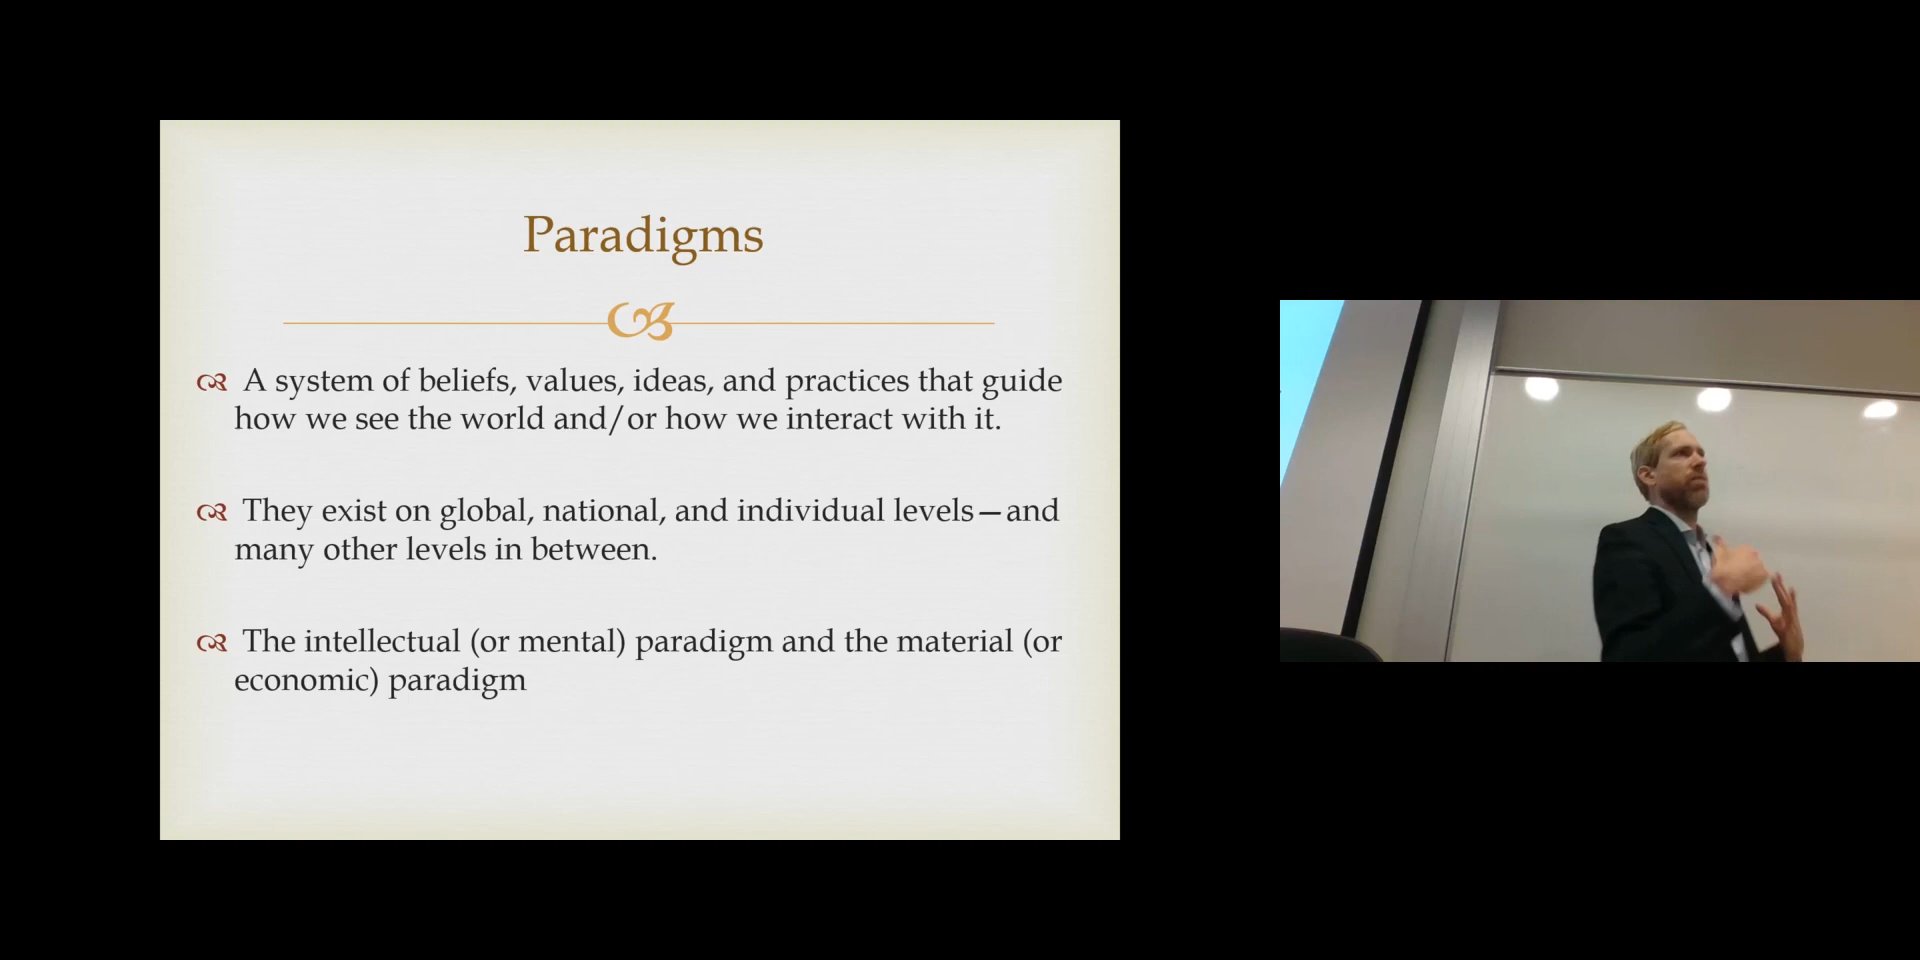 Paradigms
A system of beliefs, values, ideas, and practices that guide
how we see the world and/or how we interact with it.
They exist on global, national, and individual levels—and
many other levels in between.
The intellectual (or mental) paradigm and the material (or
economic) paradigm